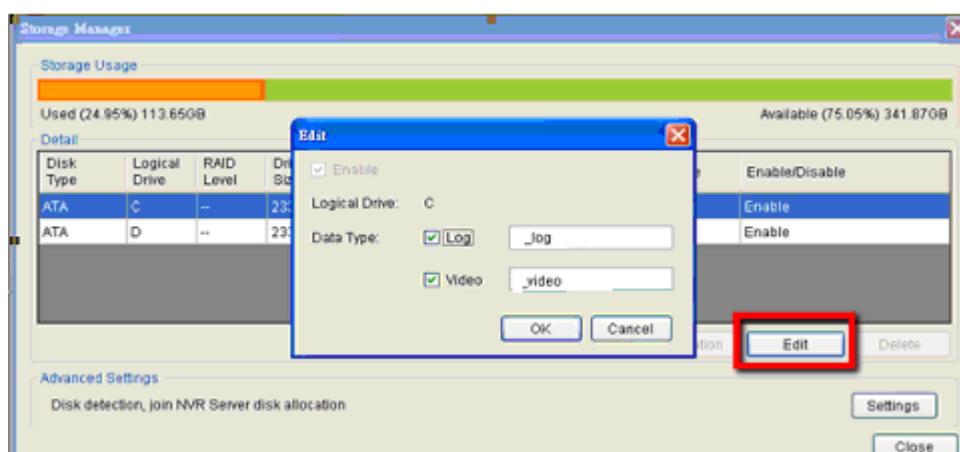 Storage Manager
Storage Usage
Used (24.95%) 113.65GB
Available (75.05%) 341.87GB
Detail
Disk Type
Logical Drive
RAID Level
Enable/Disable
ATA C -- Enable
ATA D -- Enable
Edit
Enable
Logical Drive: C
Data Type: Log _log
Video _video
OK Cancel
Edit Delete
Advanced Settings
Disk detection, join NVR Server disk allocation
Settings
Close